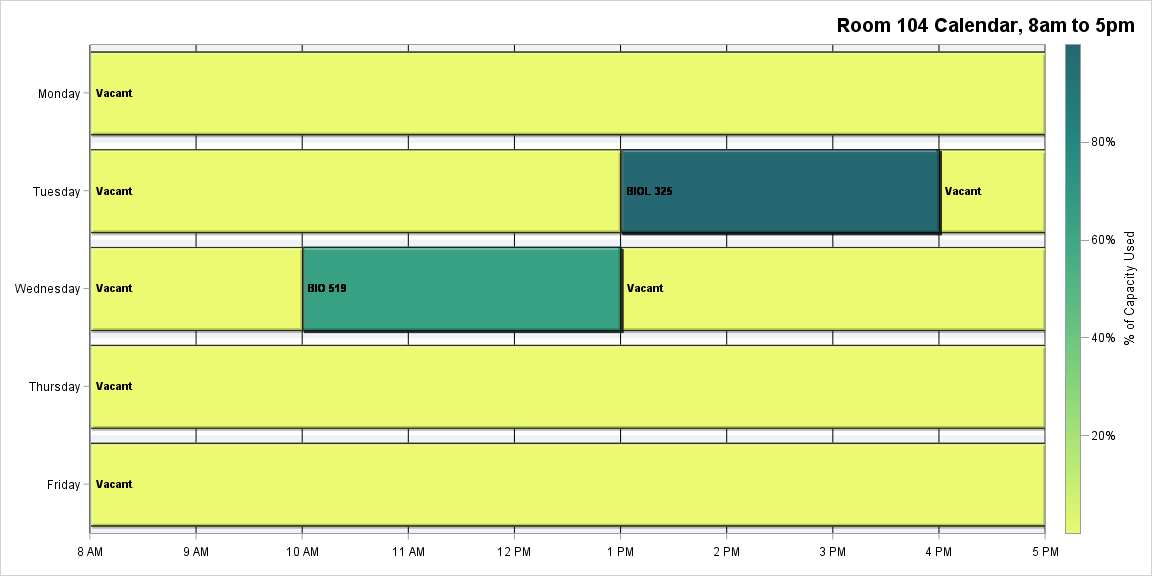 Room 104 Calendar, 8am to 5pm
Monday
Vacant
Tuesday
Vacant
BIOL 325
Vacant
Wednesday
Vacant
BIO 519
Vacant
Thursday
Vacant
Friday
Vacant
8 AM
9 AM
10 AM
11 AM
12 PM
1 PM
2 PM
3 PM
4 PM
5 PM
80%
60%
40%
20%
% of Capacity Used